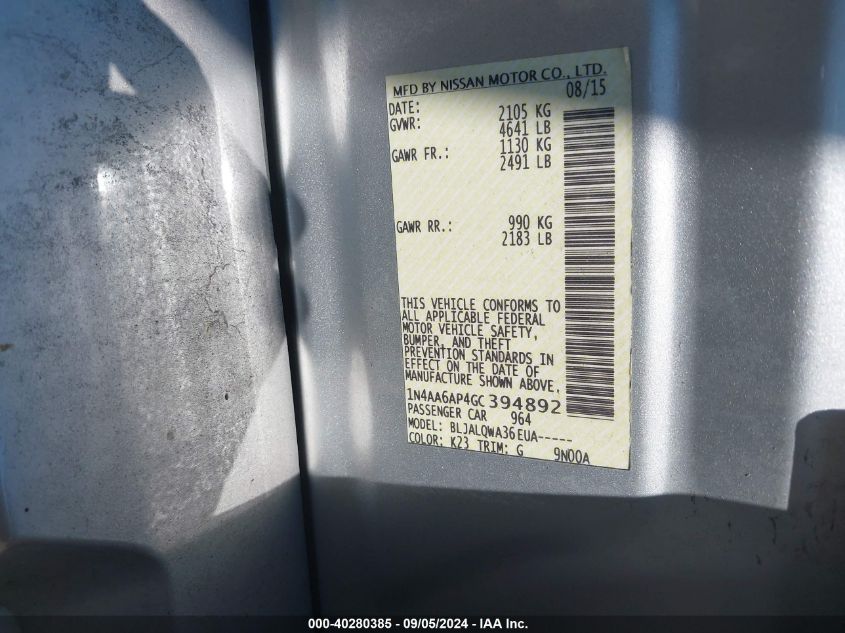 MFD BY NISSAN MOTOR CO., LTD.
DATE: 08/15
GVWR: 2105 KG
4641 LB
GAWR FR.: 1130 KG
2491 LB
GAWR RR.: 990 KG
2183 LB
THIS VEHICLE CONFORMS TO
ALL APPLICABLE FEDERAL
MOTOR VEHICLE SAFETY,
BUMPER, AND THEFT
PREVENTION STANDARDS IN
EFFECT ON THE DATE OF
MANUFACTURE SHOWN ABOVE.
1N4AA6AP4GC394892
PASSENGER CAR 964
MODEL: BLJALQWA36EUA-----
COLOR: K23 TRIM: G 9N00A
000-40280385 - 09/05/2024 - IAA Inc.